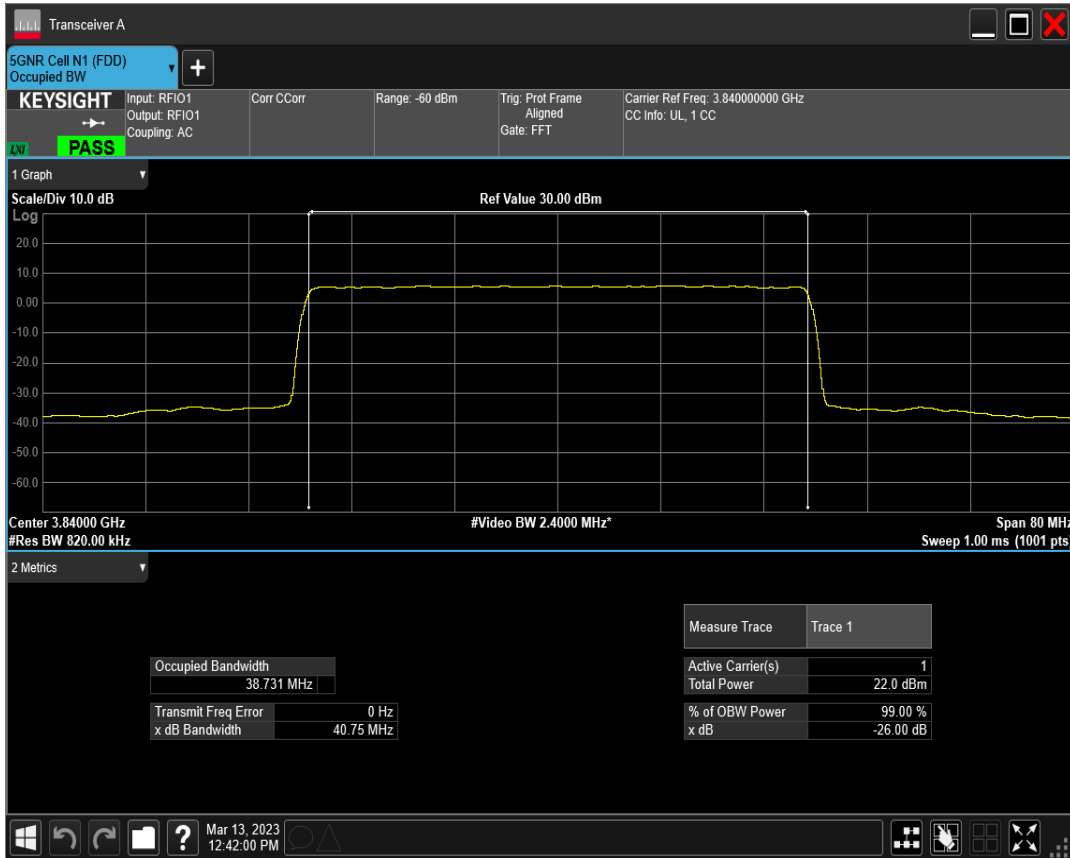 Transceiver A
5GNR Cell N1 (FDD)
Occupied BW
+
KEYSIGHT
LXI
PASS
Input: RFIO1
Output: RFIO1
Coupling: AC
Corr CCorr
Range: -60 dBm
Trig: Prot Frame
Aligned
Gate: FFT
Carrier Ref Freq: 3.840000000 GHz
CC Info: UL, 1 CC
1 Graph
Scale/Div 10.0 dB
Ref Value 30.00 dBm
Log
20.0
10.0
0.00
-10.0
-20.0
-30.0
-40.0
-50.0
-60.0
Center 3.84000 GHz
#Video BW 2.4000 MHz*
Span 80 MHz
#Res BW 820.00 kHz
Sweep 1.00 ms (1001 pts)
2 Metrics
Measure Trace Trace 1
Occupied Bandwidth
38.731 MHz
Transmit Freq Error 0 Hz
x dB Bandwidth 40.75 MHz
Active Carrier(s) 1
Total Power 22.0 dBm
% of OBW Power 99.00 %
x dB -26.00 dB
?
Mar 13, 2023
12:42:00 PM